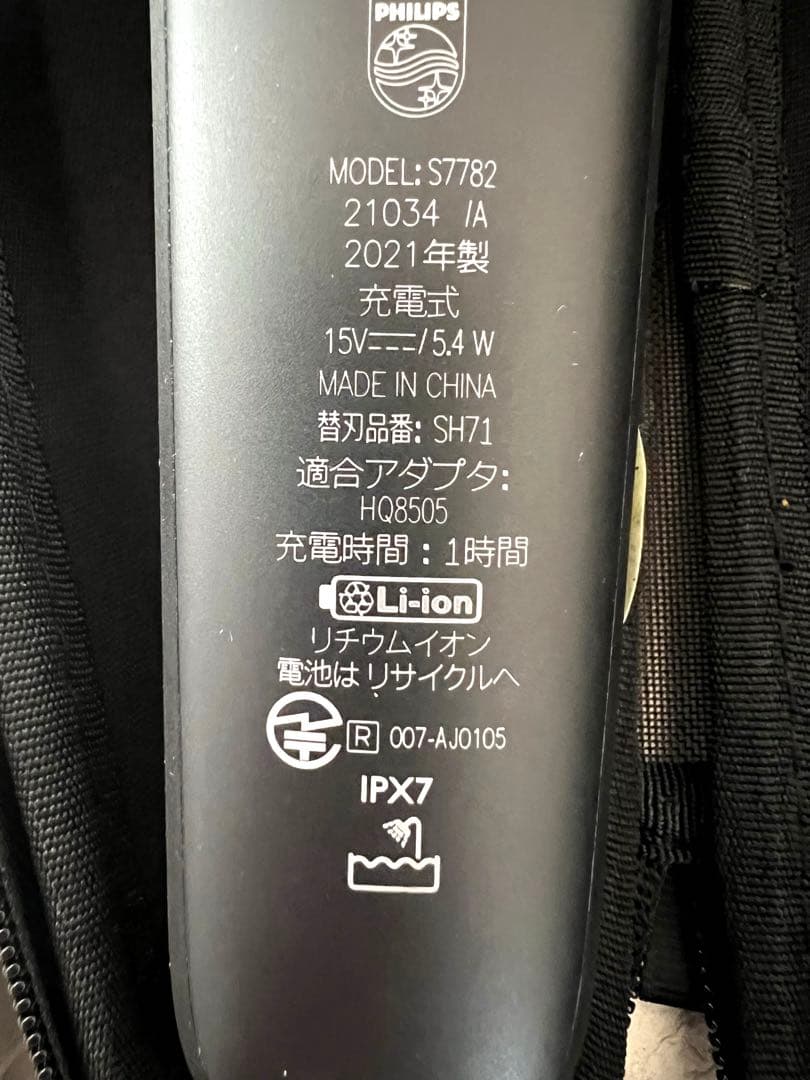 PHILIPS
MODEL: S7782
21034 /A
2021年製
充電式
15V⎓/5.4 W
MADE IN CHINA
替刃品番: SH71
適合アダプタ:
HQ8505
充電時間 : 1時間
Li-ion
リチウムイオン
電池はリサイクルへ
R 007-AJ0105
IPX7